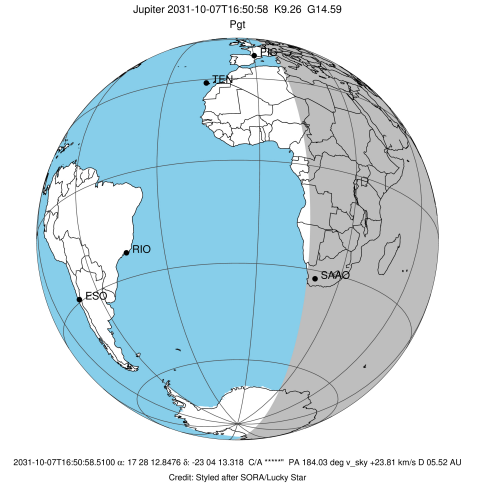 Jupiter 2031-10-07T16:50:58 K9.26 G14.59
Pgt
PIC
TEN
RIO
SAAO
ESO
2031-10-07T16:50:58.5100 α: 17 28 12.8476 δ: -23 04 13.318 C/A *****" PA 184.03 deg v_sky +23.81 km/s D 05.52 AU
Credit: Styled after SORA/Lucky Star